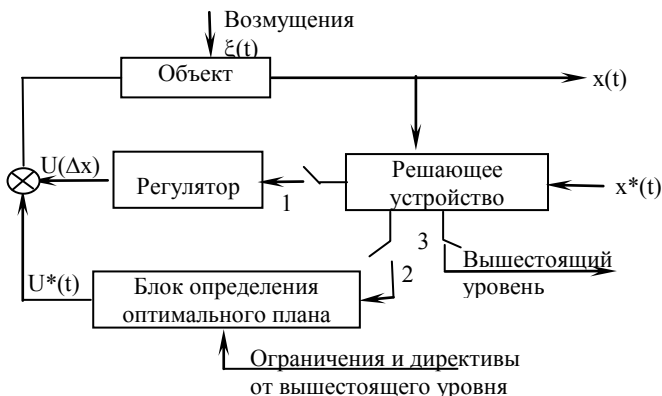 Возмущения
ξ(t)
Объект
x(t)
U(Δx)
Регулятор
1
Решающее
устройство
x*(t)
3
2
Вышестоящий
уровень
U*(t)
Блок определения
оптимального плана
Ограничения и директивы
от вышестоящего уровня